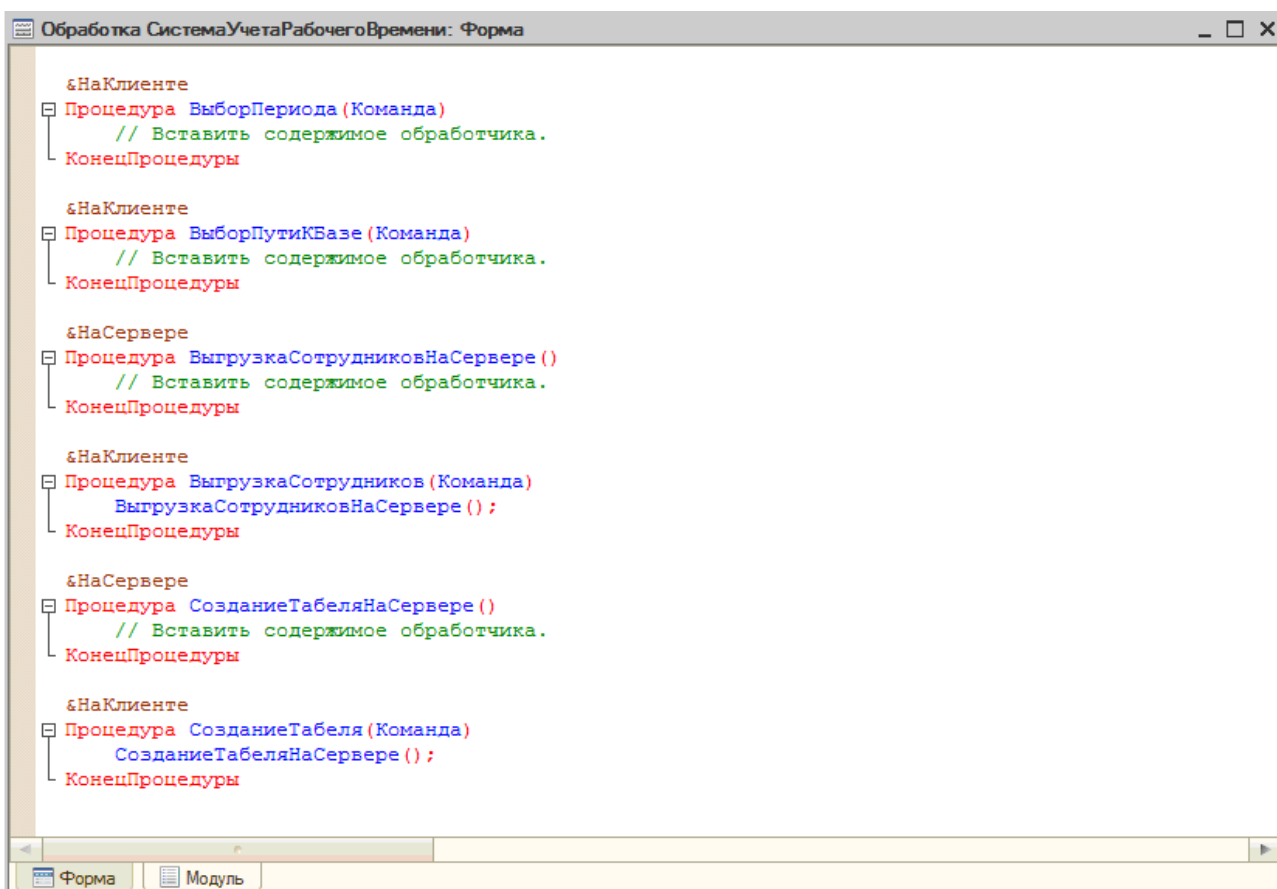 Обработка СистемаУчетаРабочегоВремени: Форма
&НаКлиенте
Процедура ВыборПериода(Команда)
// Вставить содержимое обработчика.
КонецПроцедуры
&НаКлиенте
Процедура ВыборПутиКБазе(Команда)
// Вставить содержимое обработчика.
КонецПроцедуры
&НаСервере
Процедура ВыгрузкаСотрудниковНаСервере()
// Вставить содержимое обработчика.
КонецПроцедуры
&НаКлиенте
Процедура ВыгрузкаСотрудников(Команда)
ВыгрузкаСотрудниковНаСервере();
КонецПроцедуры
&НаСервере
Процедура СозданиеТабеляНаСервере()
// Вставить содержимое обработчика.
КонецПроцедуры
&НаКлиенте
Процедура СозданиеТабеля(Команда)
СозданиеТабеляНаСервере();
КонецПроцедуры
Форма Модуль